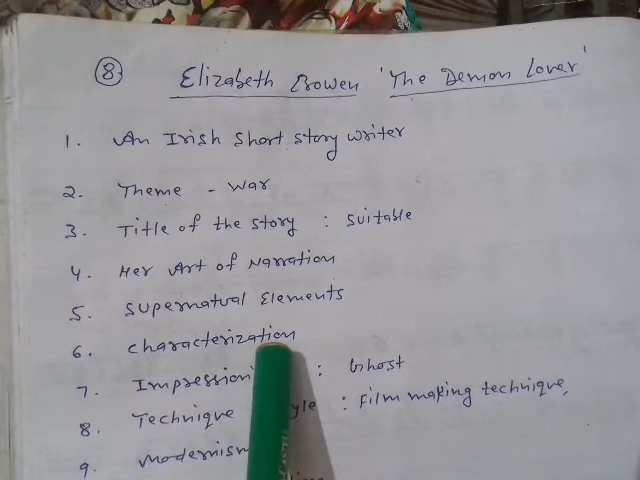 8 Elizabeth Bowen 'The Demon Lover'
1. An Irish Short Story Writer
2. Theme - War
3. Title of the Story : Suitable
4. Her Art of Narration
5. Supernatual Elements
6. Characterization
7. Impression : Ghost
8. Technique yle : Film making technique,
9. Modernism